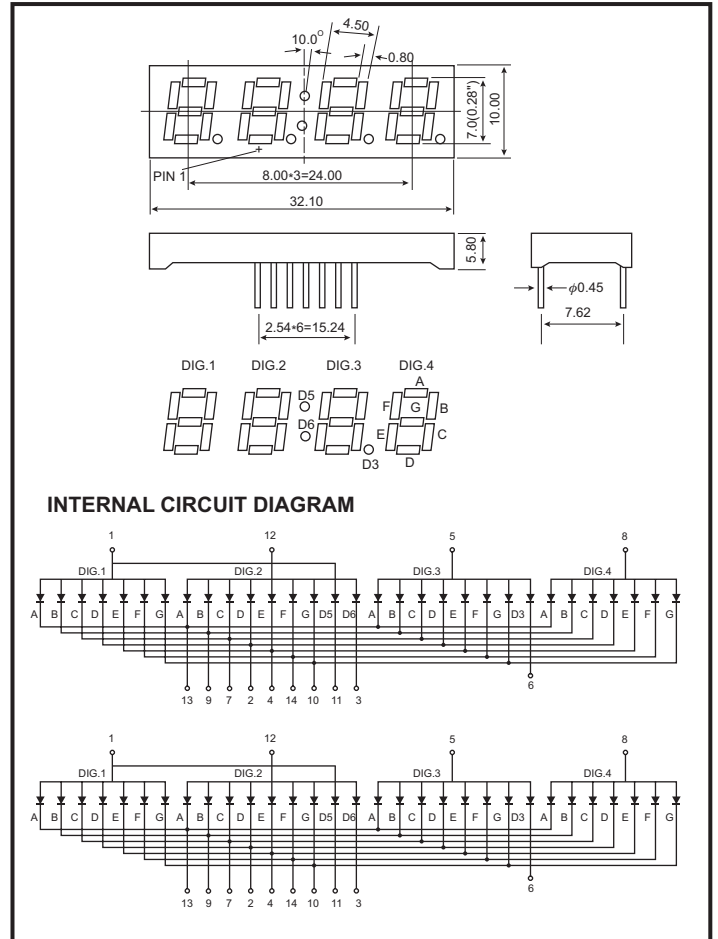 10.0° 4.50
0.80
7.0(0.28")
10.00
PIN 1
8.00*3=24.00
32.10
5.80
2.54*6=15.24
ϕ0.45
7.62
DIG.1 DIG.2 DIG.3 DIG.4
A
D5 F G B
D6 E C
D3 D
INTERNAL CIRCUIT DIAGRAM
1 12 5 8
DIG.1 DIG.2 DIG.3 DIG.4
A B C D E F G A B C D E F G D5 D6 A B C D E F G D3 A B C D E F G
13 9 7 2 4 14 10 11 3 6
1 12 5 8
DIG.1 DIG.2 DIG.3 DIG.4
A B C D E F G A B C D E F G D5 D6 A B C D E F G D3 A B C D E F G
13 9 7 2 4 14 10 11 3 6